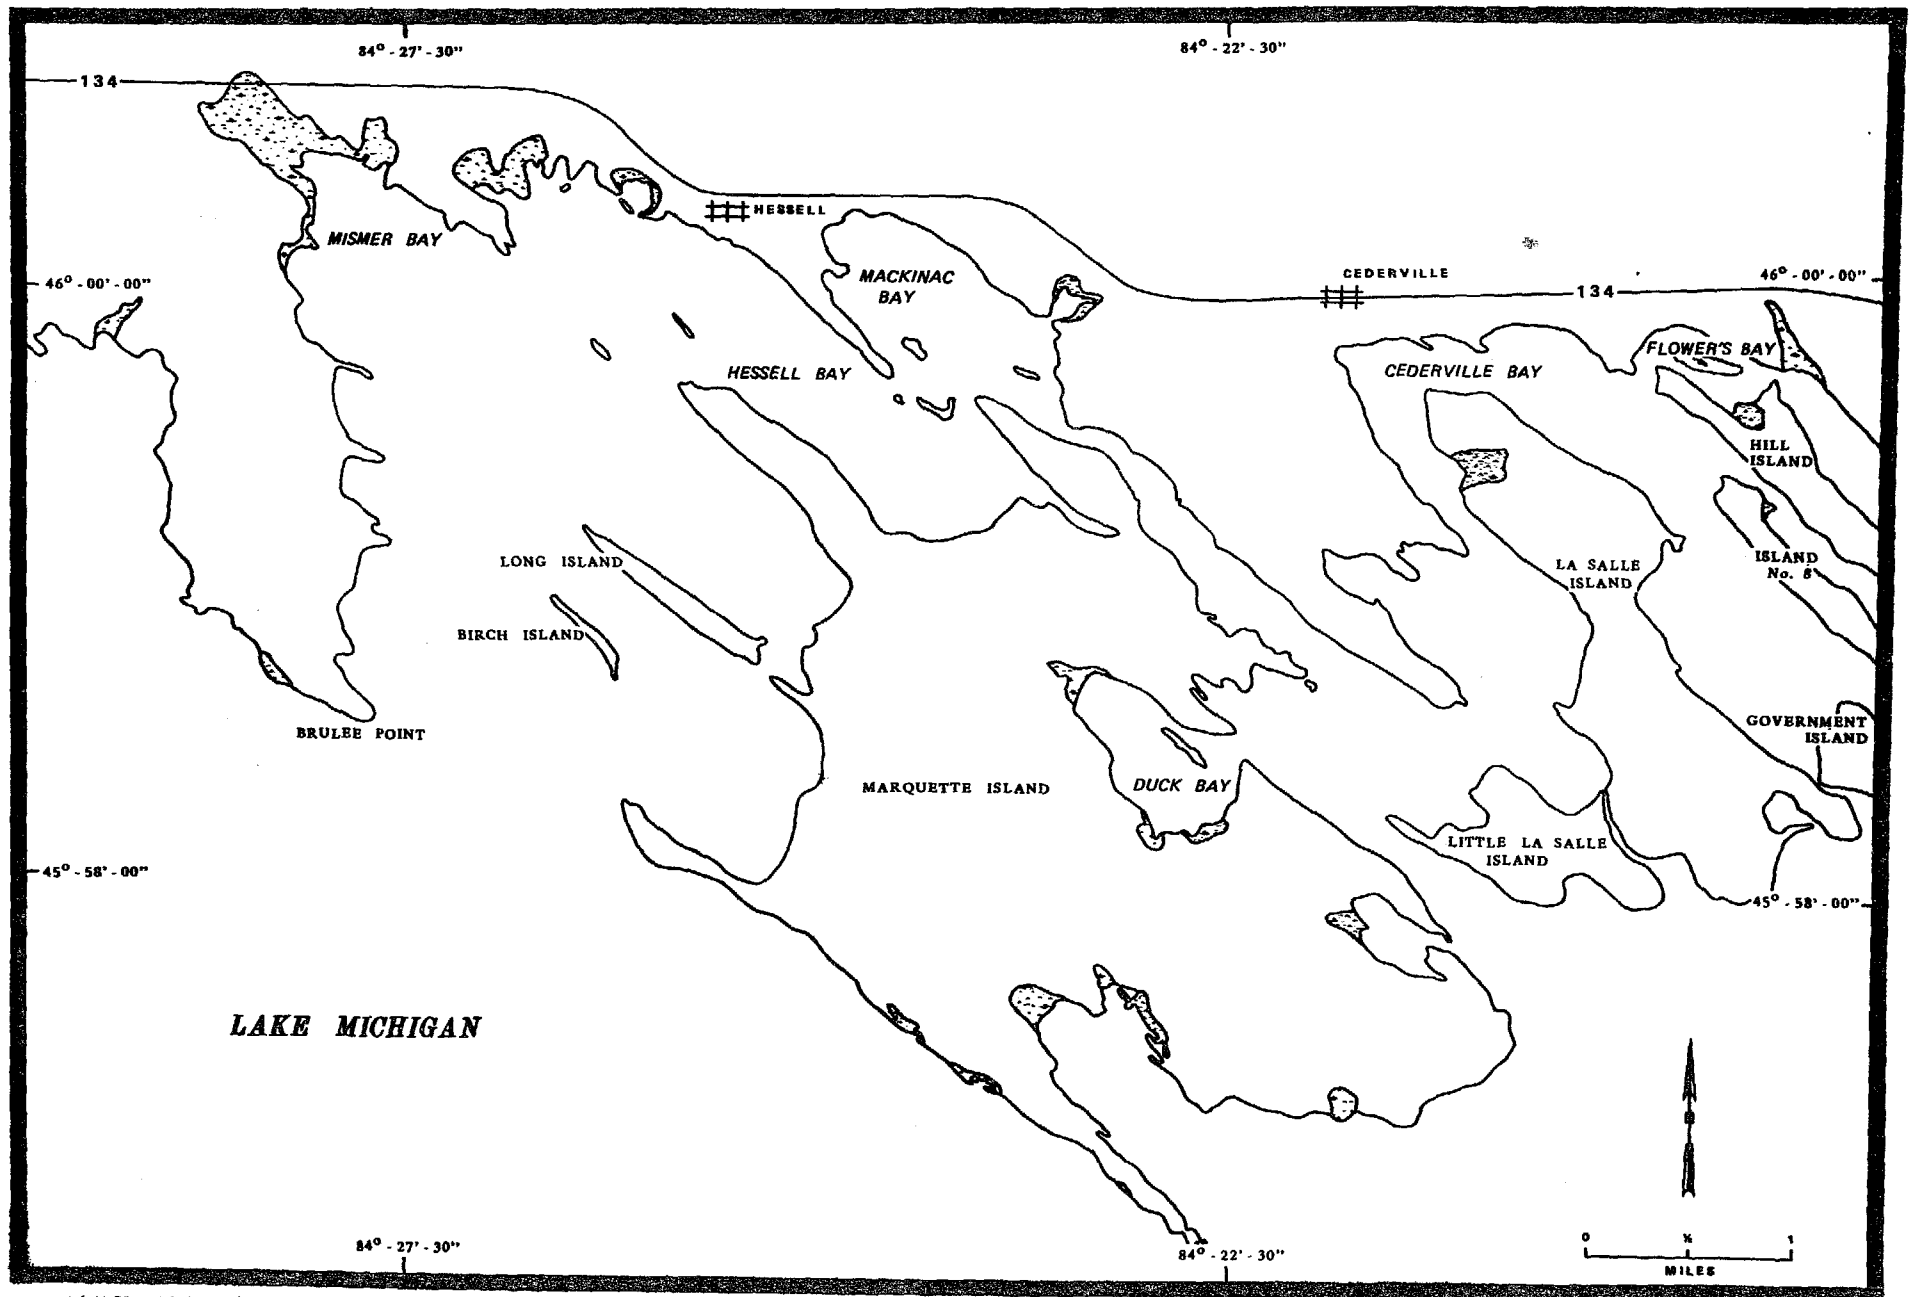 84° - 27' - 30"
84° - 22' - 30"
134
HESSELL
MISMER BAY
MACKINAC
BAY
CEDERVILLE
46° - 00' - 00"
46° - 00' - 00"
134
FLOWER'S BAY
HESSELL BAY
CEDERVILLE BAY
HILL
ISLAND
LONG ISLAND
LA SALLE
ISLAND
ISLAND
No. 8
BIRCH ISLAND
BRULEE POINT
GOVERNMENT
ISLAND
MARQUETTE ISLAND
DUCK BAY
LITTLE LA SALLE
ISLAND
45° - 58' - 00"
45° - 58' - 00"
LAKE MICHIGAN
0 ½ 1
MILES
84° - 27' - 30"
84° - 22' - 30"